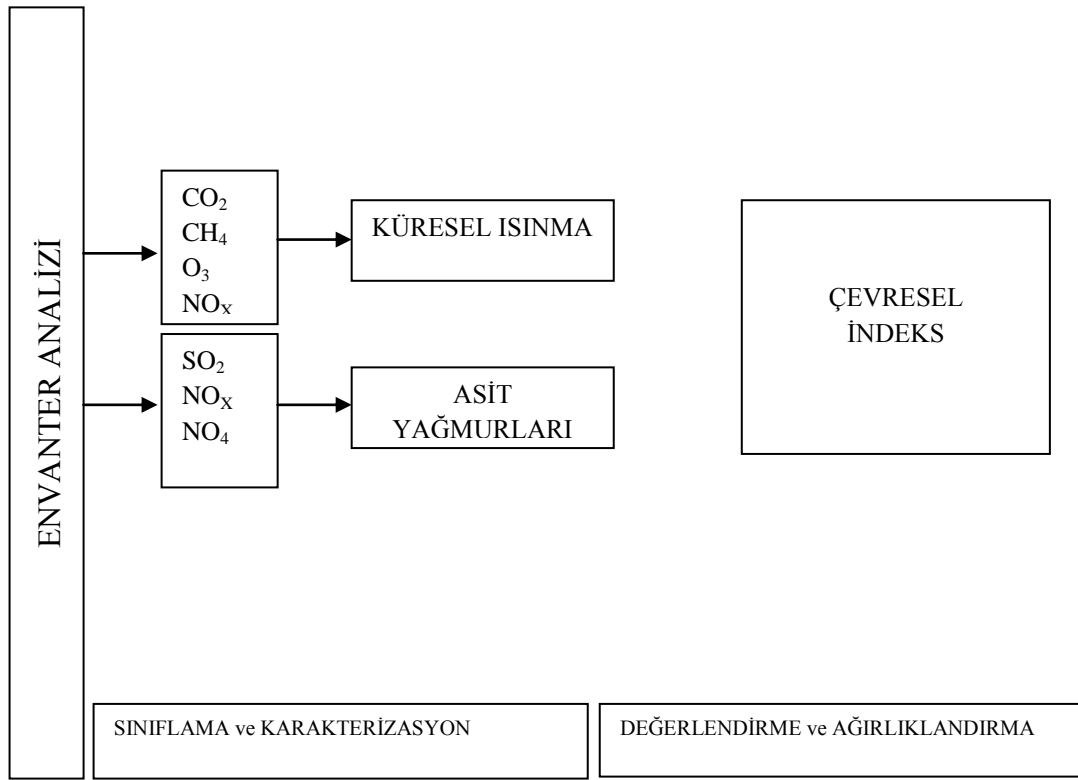 ENVANTER ANALİZİ
CO₂
CH₄
O₃
NOₓ
KÜRESEL ISINMA
SO₂
NOₓ
NO₄
ASİT
YAĞMURLARI
ÇEVRESEL
İNDEKS
SINIFLAMA ve KARAKTERİZASYON
DEĞERLENDİRME ve AĞIRLIKLANDIRMA